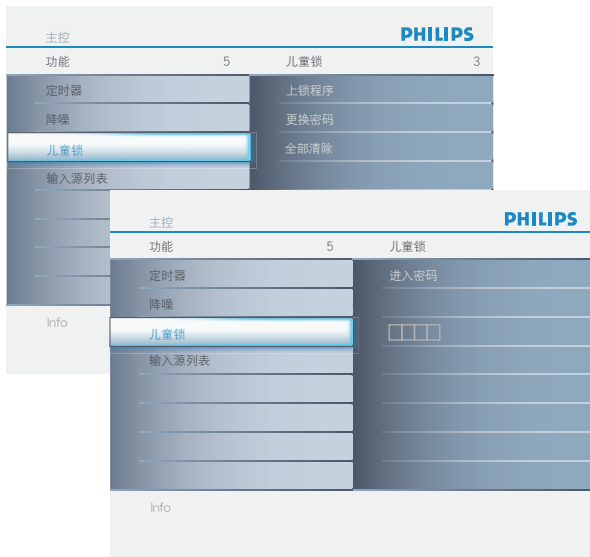 主控
PHILIPS
功能 5 儿童锁 3
定时器 上锁程序
降噪 更换密码
儿童锁 全部清除
输入源列表
Info
主控
PHILIPS
功能 5 儿童锁
定时器 进入密码
降噪
儿童锁
输入源列表
Info